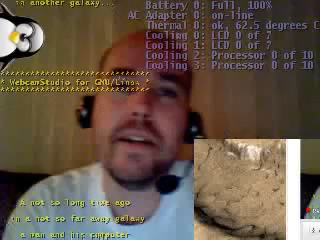 in another galaxy...
Battery 0: Full, 100%
AC Adapter 0: on-line
Thermal 0: ok, 62.5 degrees C
Cooling 0: LCD 0 of 7
Cooling 1: LCD 0 of 7
Cooling 2: Processor 0 of 10
Cooling 3: Processor 0 of 10
******************************
* WebcamStudio for GNU/Linux *
******************************
A not so long time ago
in a not so far away galaxy
a man and his computer